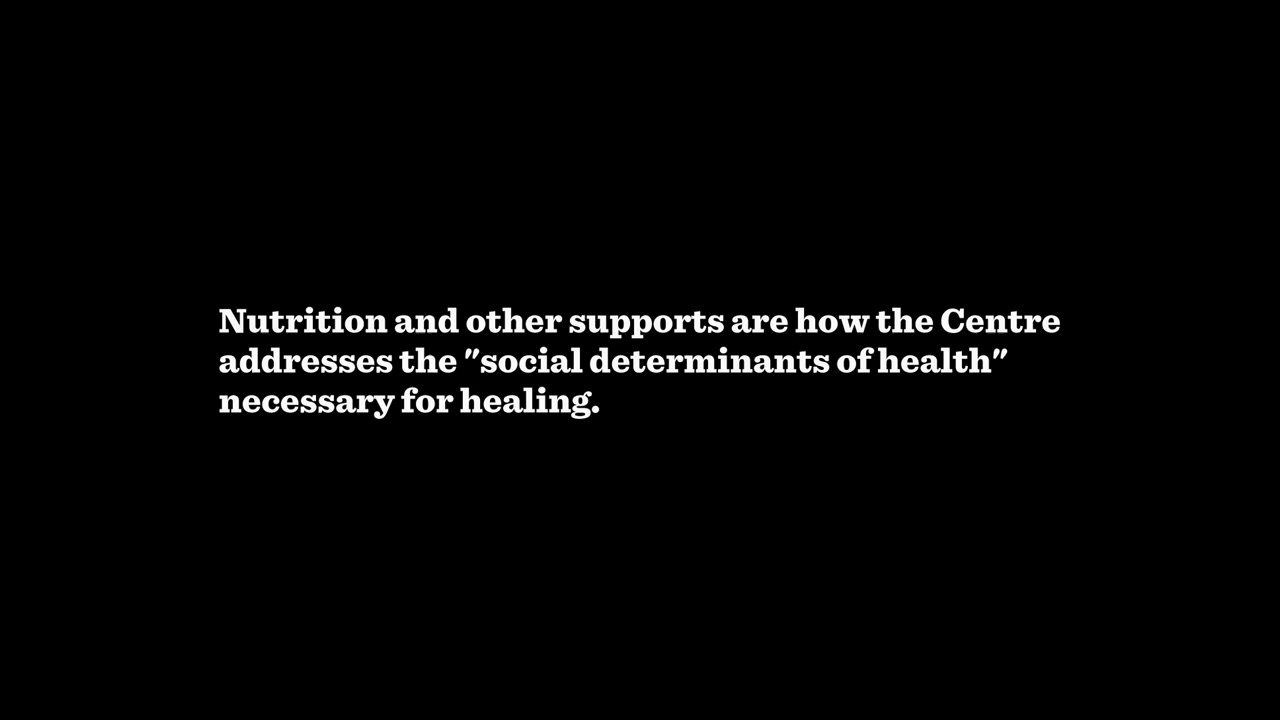 Nutrition and other supports are how the Centre
addresses the "social determinants of health"
necessary for healing.